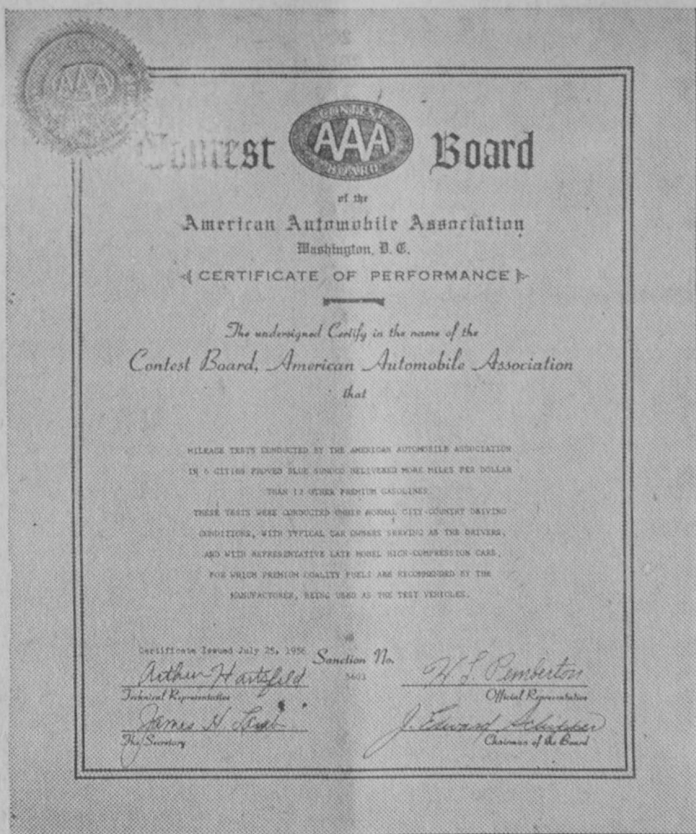 AAA
CONTEST
AAA
BOARD
Contest Board
of the
American Automobile Association
Washington, D. C.
CERTIFICATE OF PERFORMANCE
The undersigned Certify in the name of the
Contest Board, American Automobile Association
that
MILEAGE TESTS CONDUCTED BY THE AMERICAN AUTOMOBILE ASSOCIATION
IN 6 CITIES PROVED BLUE SUNOCO DELIVERED MORE MILES PER DOLLAR
THAN 13 OTHER PREMIUM GASOLINES.
THESE TESTS WERE CONDUCTED UNDER NORMAL CITY-COUNTRY DRIVING
CONDITIONS, WITH TYPICAL CAR OWNERS SERVING AS THE DRIVERS,
AND WITH REPRESENTATIVE LATE MODEL HIGH-COMPRESSION CARS,
FOR WHICH PREMIUM QUALITY FUELS ARE RECOMMENDED BY THE
MANUFACTURER, BEING USED AS THE TEST VEHICLES.
Certificate Issued July 25, 1956
Sanction No.
5603
Arthur Hartsfeld
Technical Representative
W. L. Pemberton
Official Representative
James H. Lamb
The Secretary
J. Edward Schipper
Chairman of the Board